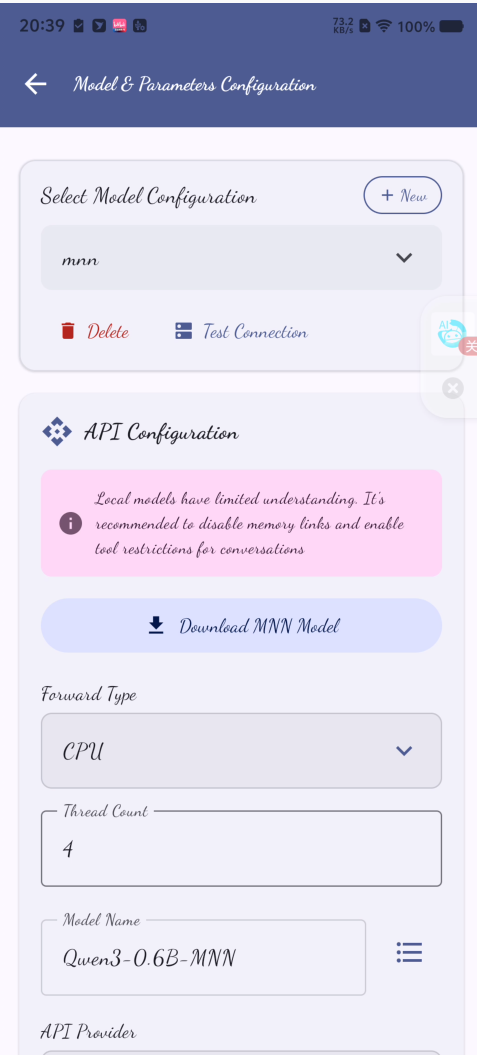 20:39
73.2
KB/s
100%
Model & Parameters Configuration
Select Model Configuration
+ New
mnn
Delete
Test Connection
AI
关
API Configuration
Local models have limited understanding. It's
recommended to disable memory links and enable
tool restrictions for conversations
Download MNN Model
Forward Type
CPU
Thread Count
4
Model Name
Qwen3-0.6B-MNN
API Provider